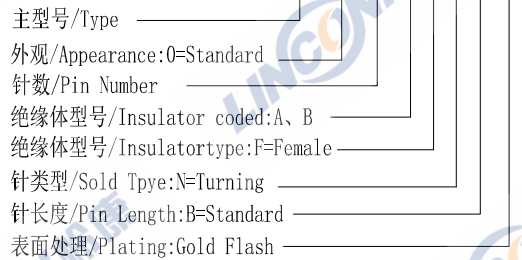 主型号/Type
外观/Appearance:0=Standard
针数/Pin Number
绝缘体型号/Insulator coded:A、B
绝缘体型号/Insulatortype:F=Female
针类型/Sold Tpye:N=Turning
针长度/Pin Length:B=Standard
表面处理/Plating:Gold Flash